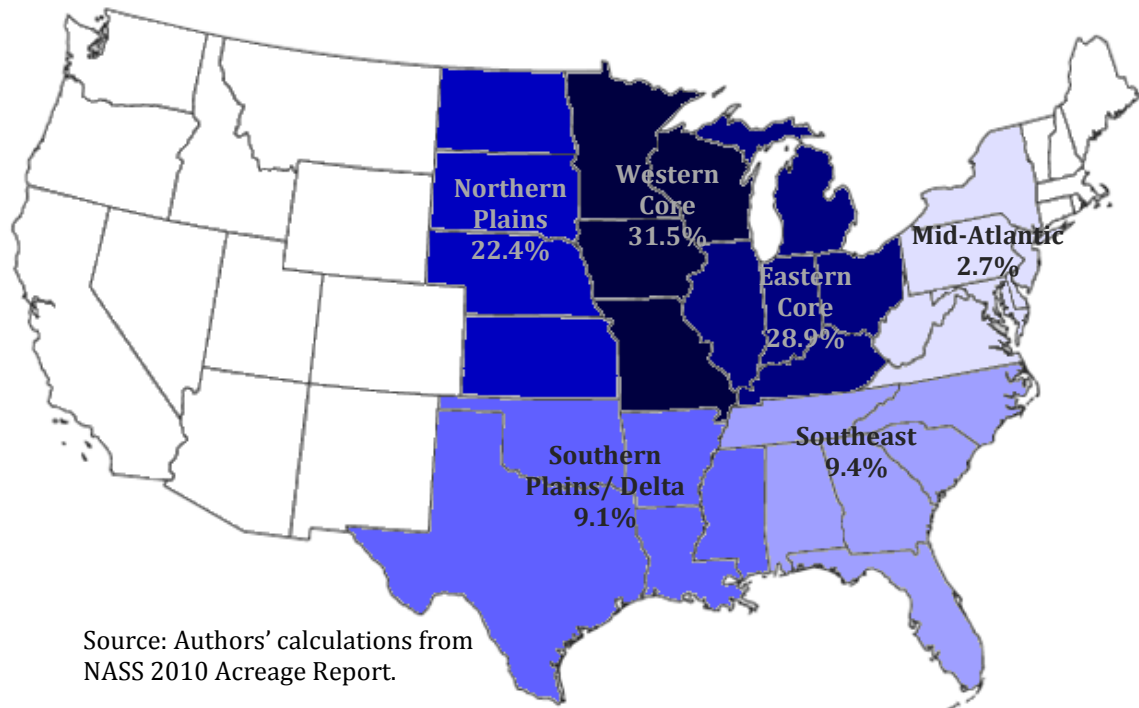 Northern
Plains
22.4%
Western
Core
31.5%
Eastern
Core
28.9%
Mid-Atlantic
2.7%
Southern
Plains/ Delta
9.1%
Southeast
9.4%
Source: Authors’ calculations from
NASS 2010 Acreage Report.